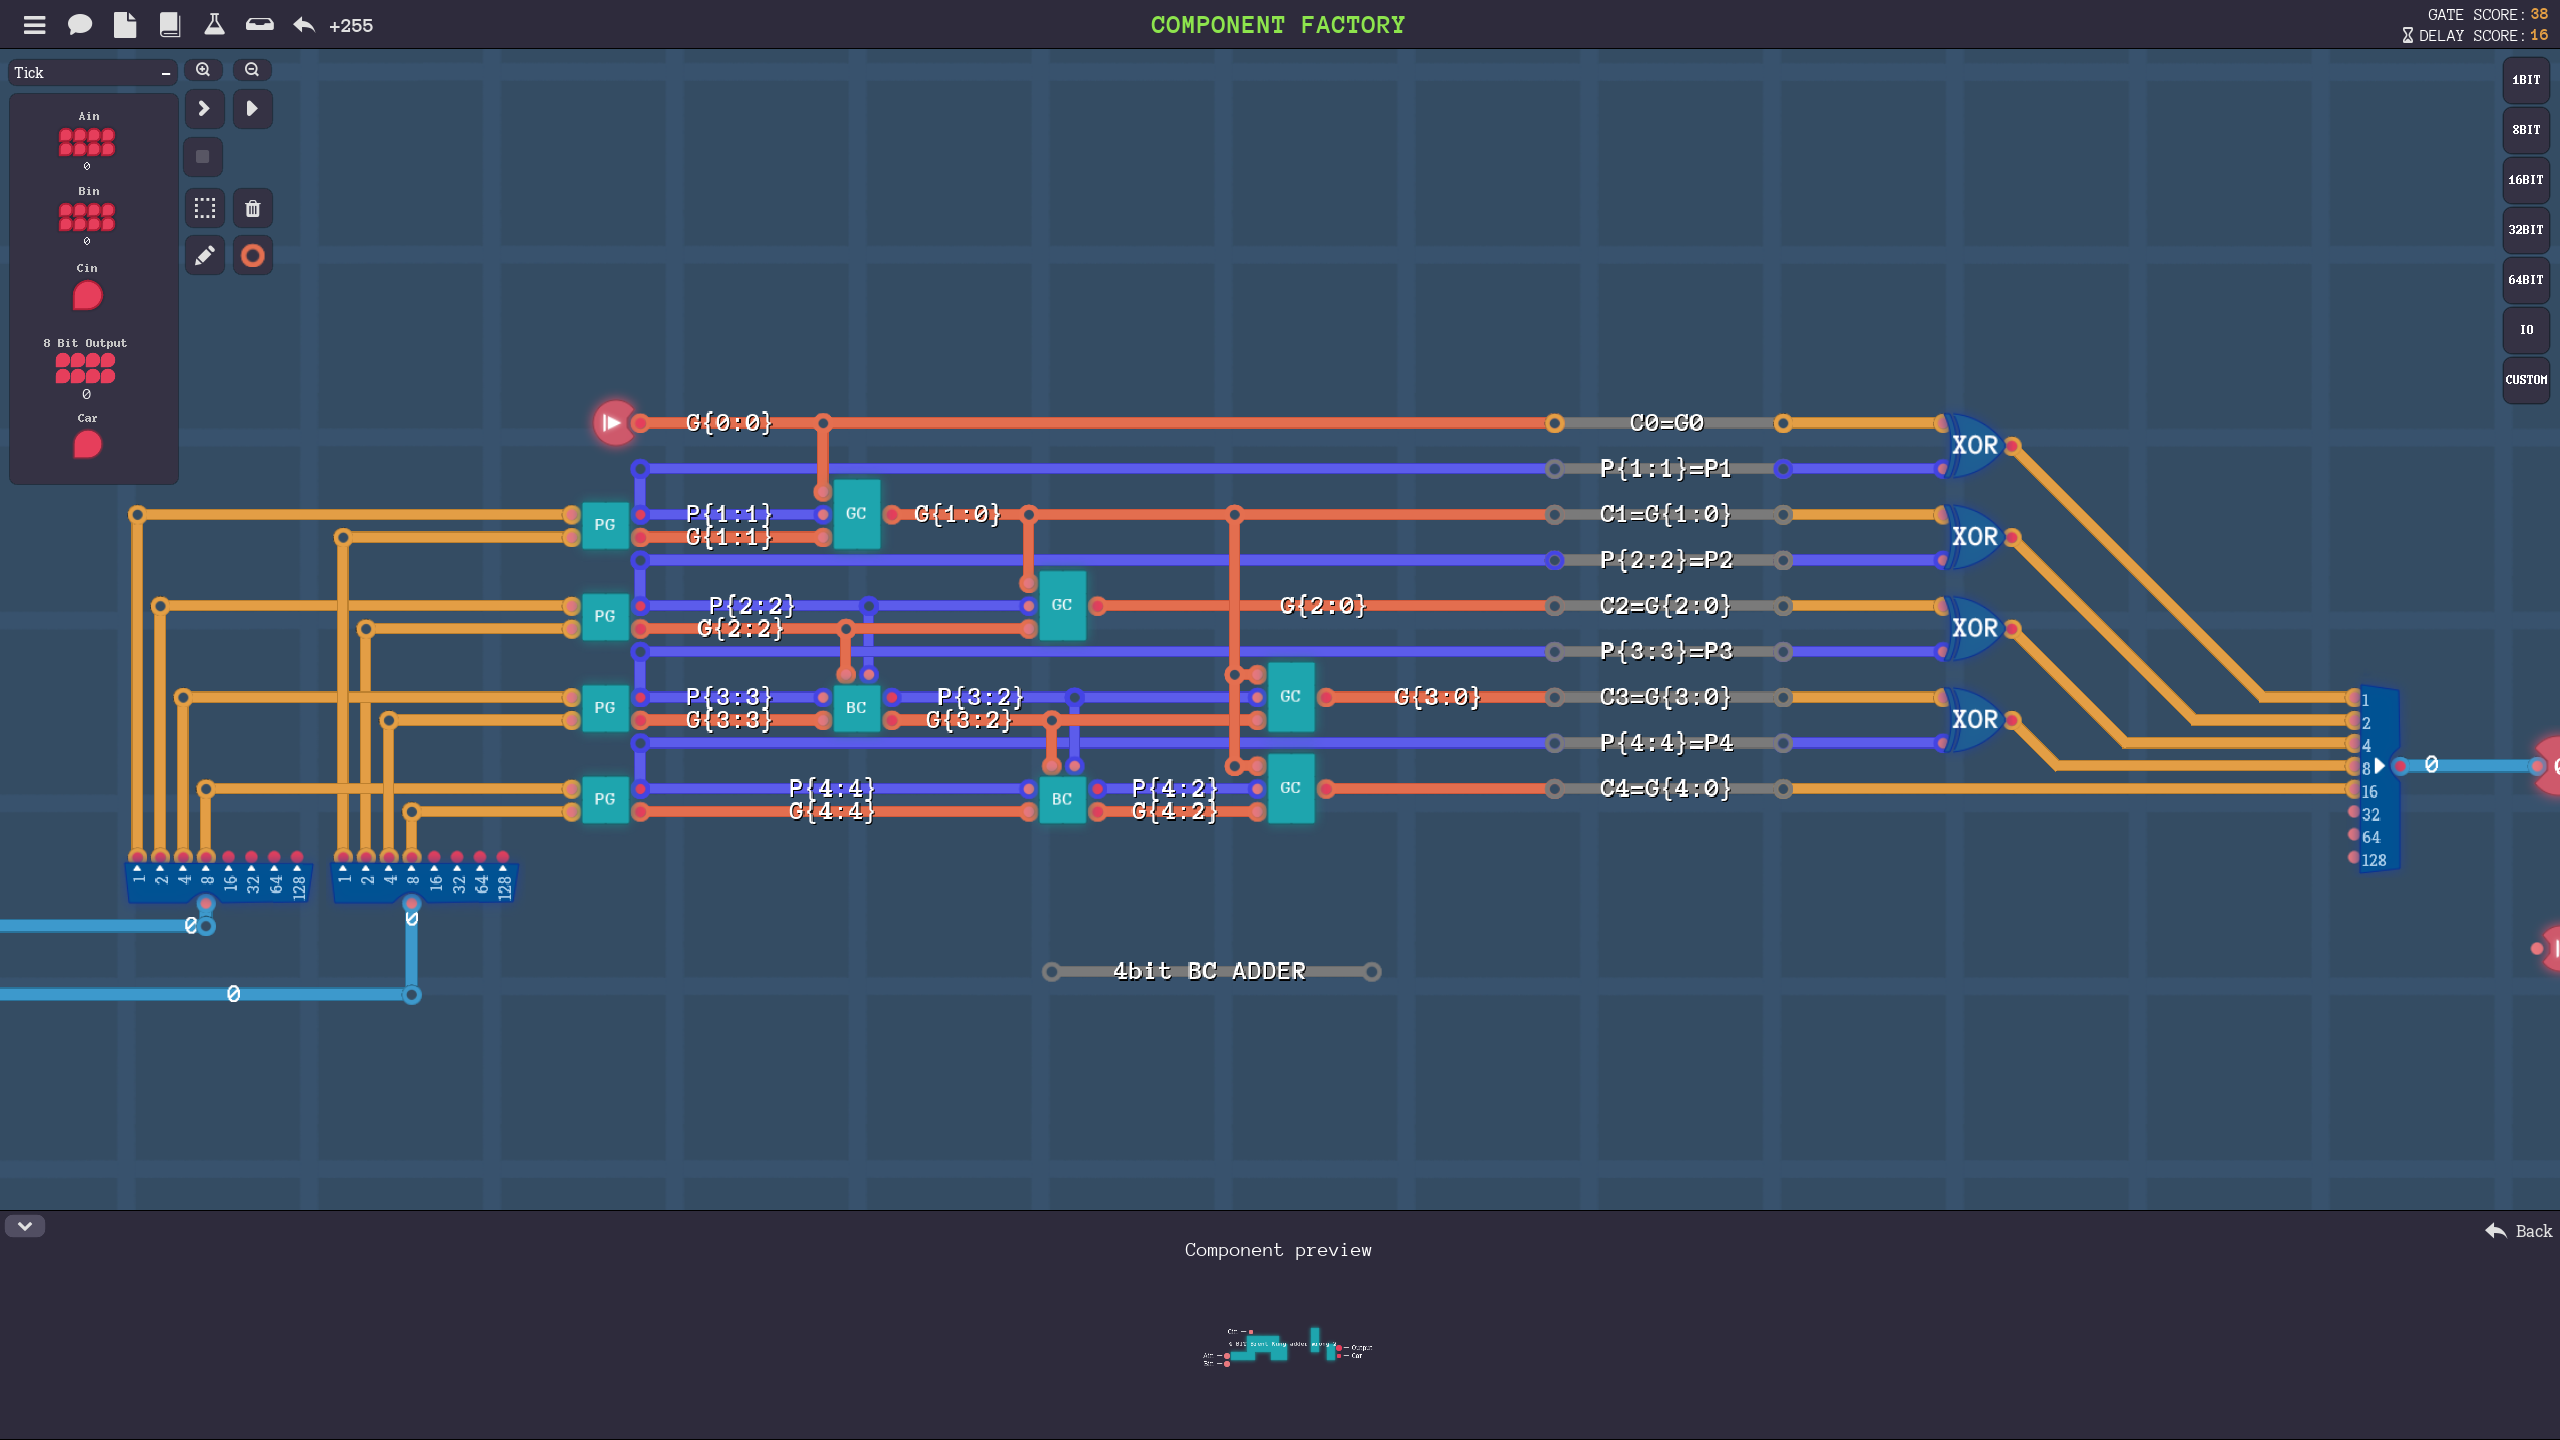 +255
COMPONENT FACTORY
GATE SCORE: 38
DELAY SCORE: 16
Tick
Ain
0
Bin
0
Cin
8 Bit Output
0
Car
1BIT
8BIT
16BIT
32BIT
64BIT
IO
CUSTOM
G{0:0}
C0=G0
XOR
P{1:1}=P1
PG
P{1:1}
G{1:1}
GC
G{1:0}
C1=G{1:0}
XOR
P{2:2}=P2
PG
P{2:2}
G{2:2}
GC
G{2:0}
C2=G{2:0}
XOR
P{3:3}=P3
PG
P{3:3}
G{3:3}
BC
P{3:2}
G{3:2}
GC
G{3:0}
C3=G{3:0}
XOR
P{4:4}=P4
PG
P{4:4}
G{4:4}
BC
P{4:2}
G{4:2}
GC
C4=G{4:0}
1
2
4
8
16
32
64
128
0
1 2 4 8 16 32 64 128
1 2 4 8 16 32 64 128
0
0
0
4bit BC ADDER
Back
Component preview
Cin
Ain
Bin
Output
Car